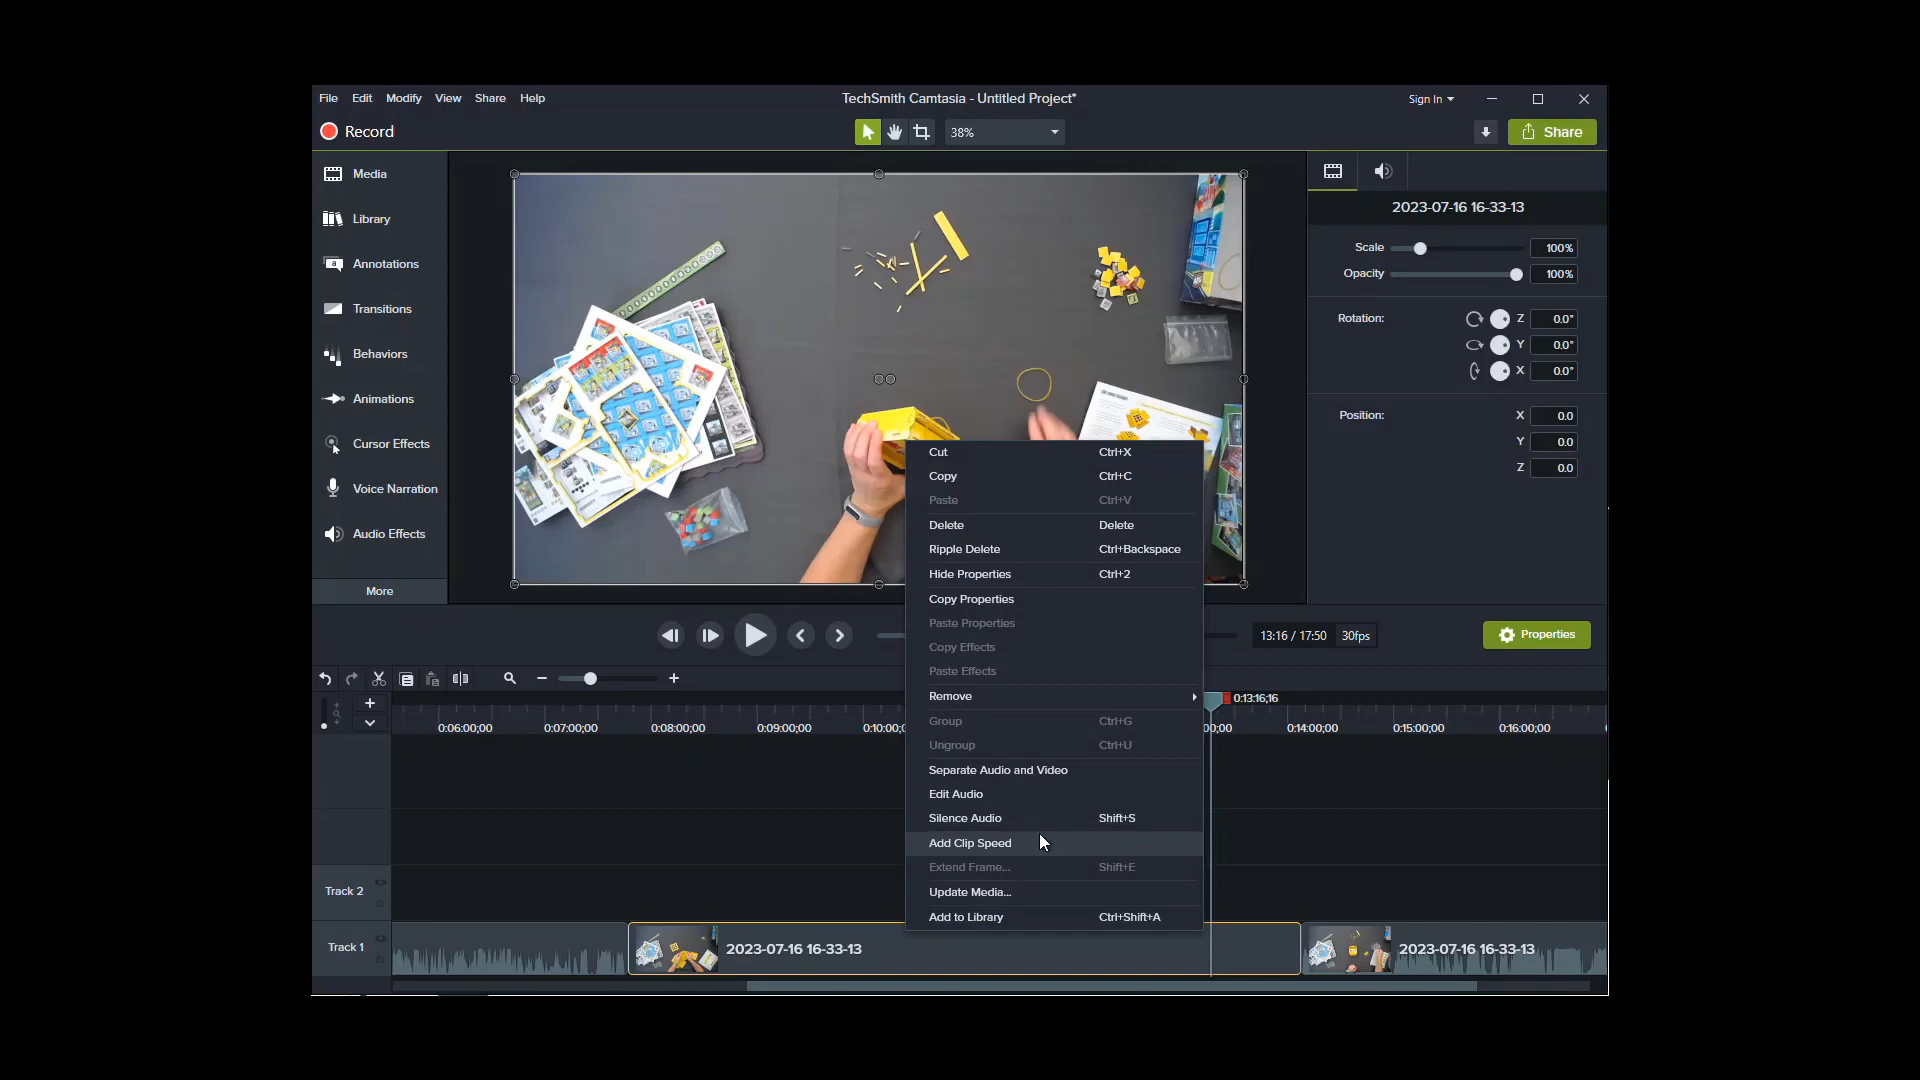 File Edit Modify View Share Help
TechSmith Camtasia - Untitled Project*
Sign In
Record
38%
Share
Media
Library
Annotations
Transitions
Behaviors
Animations
Cursor Effects
Voice Narration
Audio Effects
More
2023-07-16 16-33-13
Scale 100%
Opacity 100%
Rotation: Z 0.0°
Y 0.0°
X 0.0°
Position: X 0.0
Y 0.0
Z 0.0
Cut Ctrl+X
Copy Ctrl+C
Paste Ctrl+V
Delete Delete
Ripple Delete Ctrl+Backspace
Hide Properties Ctrl+2
Copy Properties
Paste Properties
Copy Effects
Paste Effects
Remove
Group Ctrl+G
Ungroup Ctrl+U
Separate Audio and Video
Edit Audio
Silence Audio Shift+S
Add Clip Speed
Extend Frame... Shift+E
Update Media...
Add to Library Ctrl+Shift+A
13:16 / 17:50 30fps
Properties
0:13:16;16
0:06:00;00 0:07:00;00 0:08:00;00 0:09:00;00 0:10:00;0 00;00 0:14:00;00 0:15:00;00 0:16:00;00
Track 2
Track 1
2023-07-16 16-33-13
2023-07-16 16-33-13